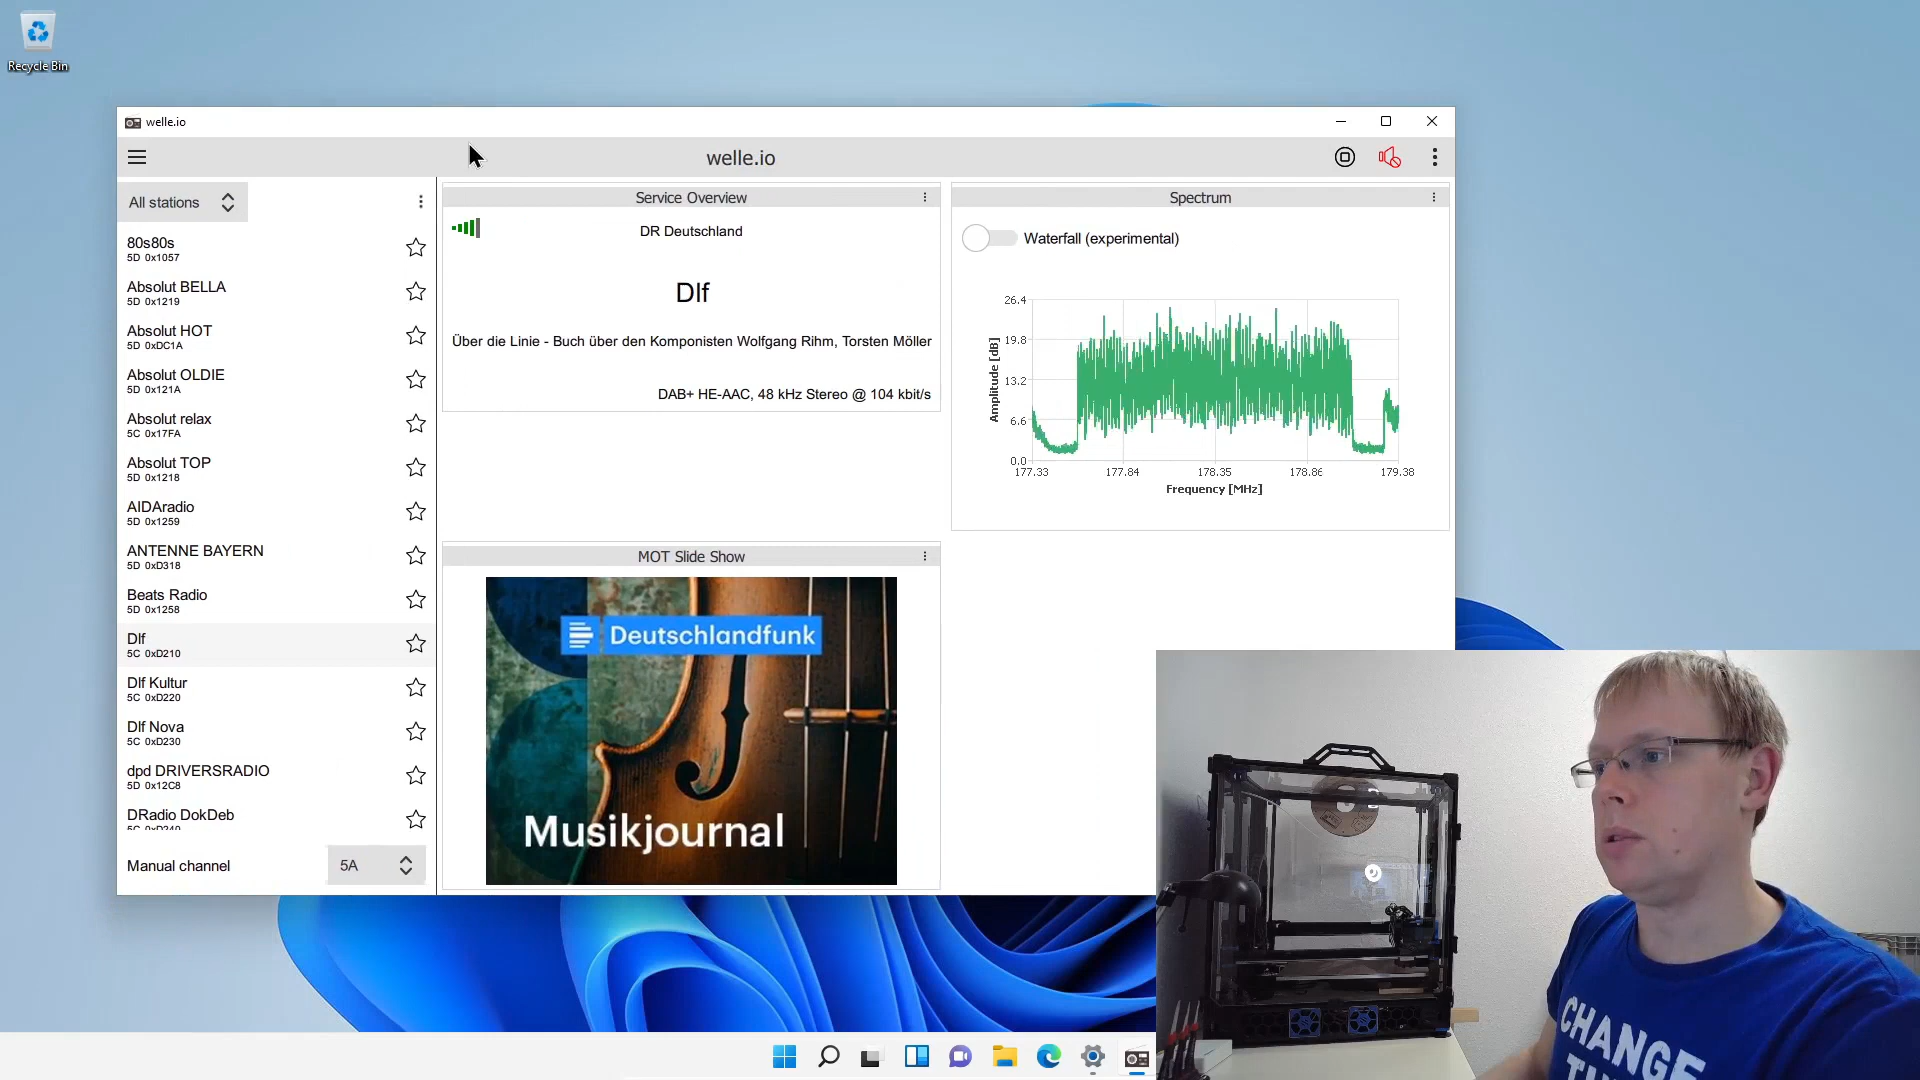 Recycle Bin
welle.io
welle.io
All stations
80s80s
5D 0x1057
Absolut BELLA
5D 0x1219
Absolut HOT
5D 0xDC1A
Absolut OLDIE
5D 0x121A
Absolut relax
5C 0x17FA
Absolut TOP
5D 0x1218
AIDAradio
5D 0x1259
ANTENNE BAYERN
5D 0xD318
Beats Radio
5D 0x1258
Dlf
5C 0xD210
Dlf Kultur
5C 0xD220
Dlf Nova
5C 0xD230
dpd DRIVERSRADIO
5D 0x12C8
DRadio DokDeb
5C 0xD240
Manual channel
5A
Service Overview
DR Deutschland
Dlf
Über die Linie - Buch über den Komponisten Wolfgang Rihm, Torsten Möller
DAB+ HE-AAC, 48 kHz Stereo @ 104 kbit/s
MOT Slide Show
Deutschlandfunk
Musikjournal
Spectrum
Waterfall (experimental)
26.4
19.8
13.2
6.6
0.0
Amplitude [dB]
177.33 177.84 178.35 178.86 179.38
Frequency [MHz]
CHANGE